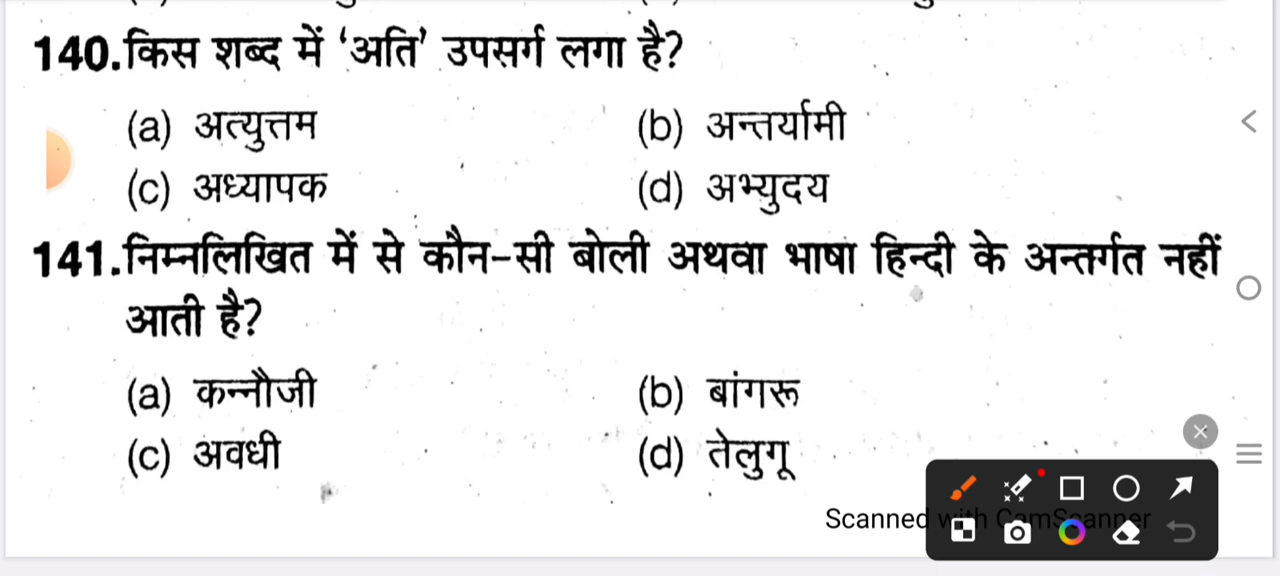 140.किस शब्द में ‘अति’ उपसर्ग लगा है?
(a) अत्युत्तम (b) अन्तर्यामी
(c) अध्यापक (d) अभ्युदय
141.निम्नलिखित में से कौन-सी बोली अथवा भाषा हिन्दी के अन्तर्गत नहीं
आती है?
(a) कन्नौजी (b) बांगरू
(c) अवधी (d) तेलुगू
Scanned with CamScanner